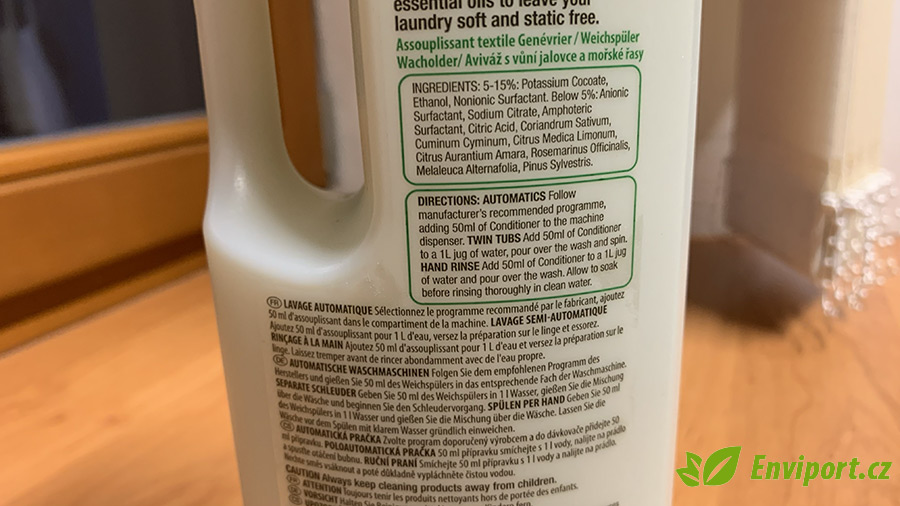 essential oils to leave your
laundry soft and static free.
Assouplissant textile Genévrier / Weichspüler
Wacholder / Aviváž s vůní jalovce a mořské řasy
INGREDIENTS: 5-15%: Potassium Cocoate,
Ethanol, Nonionic Surfactant. Below 5%: Anionic
Surfactant, Sodium Citrate, Amphoteric
Surfactant, Citric Acid, Coriandrum Sativum,
Cuminum Cyminum, Citrus Medica Limonum,
Citrus Aurantium Amara, Rosemarinus Officinalis,
Melaleuca Alternafolia, Pinus Sylvestris.
DIRECTIONS: AUTOMATICS Follow
manufacturer's recommended programme,
adding 50ml of Conditioner to the machine
dispenser. TWIN TUBS Add 50ml of Conditioner
to a 1L jug of water, pour over the wash and spin.
HAND RINSE Add 50ml of Conditioner to a 1L jug
of water and pour over the wash. Allow to soak
before rinsing thoroughly in clean water.
FR LAVAGE AUTOMATIQUE Sélectionnez le programme recommandé par le fabricant, ajoutez
50 ml d'assouplissant dans le compartiment de la machine. LAVAGE SEMI-AUTOMATIQUE
Ajoutez 50 ml d'assouplissant pour 1 L d'eau, versez la préparation sur le linge et essorez.
RINÇAGE À LA MAIN Ajoutez 50 ml d'assouplissant pour 1 L d'eau et versez la préparation sur le
linge. Laissez tremper avant de rincer abondamment avec de l'eau propre.
DE AUTOMATISCHE WASCHMASCHINEN Folgen Sie dem empfohlenen Programm des
Herstellers und gießen Sie 50 ml des Weichspülers in das entsprechende Fach der Waschmaschine.
SEPARATE SCHLEUDER Geben Sie 50 ml des Weichspülers in 1 l Wasser, gießen Sie die Mischung
über die Wäsche und beginnen Sie den Schleudervorgang. SPÜLEN PER HAND Geben Sie 50 ml
des Weichspülers in 1 l Wasser und gießen Sie die Mischung über die Wäsche. Lassen Sie die
Wäsche vor dem Spülen mit klarem Wasser gründlich einweichen.
AUTOMATICKÁ PRAČKA Zvolte program doporučený výrobcem a do dávkovače přidejte 50
ml přípravku. POLOAUTOMATICKÁ PRAČKA 50 ml přípravku smíchejte s 1 l vody, nalijte na prádlo
a spusťte otáčení bubnu. RUČNÍ PRANÍ Smíchejte 50 ml přípravku s 1 l vody a nalijte na prádlo.
Nechte směs vsáknout a poté důkladně vypláchněte čistou vodou.
CAUTION Always keep cleaning products away from children.
ATTENTION Toujours tenir les produits nettoyants hors de portée des enfants.
VORSICHT Halten Sie
Enviport.cz